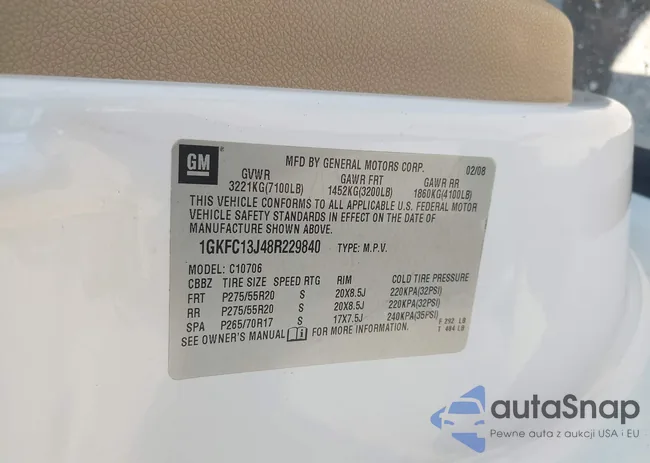 GM
MFD BY GENERAL MOTORS CORP. 02/08
GVWR GAWR FRT GAWR RR
3221KG(7100LB) 1452KG(3200LB) 1860KG(4100LB)
THIS VEHICLE CONFORMS TO ALL APPLICABLE U.S. FEDERAL MOTOR
VEHICLE SAFETY STANDARDS IN EFFECT ON THE DATE OF
MANUFACTURE SHOWN ABOVE.
1GKFC13J48R229840 TYPE: M.P.V.
MODEL: C10706
CBBZ TIRE SIZE SPEED RTG RIM COLD TIRE PRESSURE
FRT P275/55R20 S 20X8.5J 220KPA(32PSI)
RR P275/55R20 S 20X8.5J 220KPA(32PSI)
SPA P265/70R17 S 17X7.5J 240KPA(35PSI)
SEE OWNER'S MANUAL FOR MORE INFORMATION.
F 292 LB
T 404 LB
autaSnap
Pewne auta z aukcji USA i EU